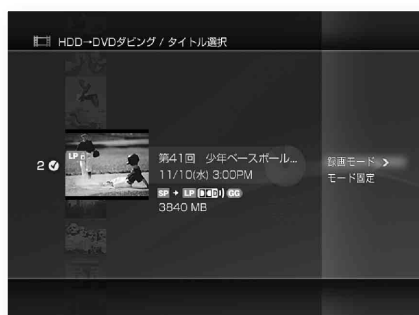 HDD→DVDダビング / タイトル選択
2
LP
第41回 少年ベースボール...
11/10(水) 3:00PM
SP → LP GG
3840 MB
録画モード >
モード固定